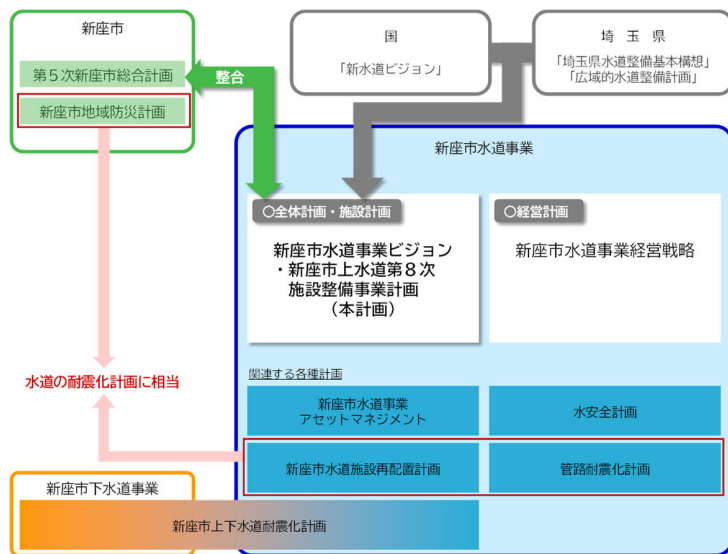 新座市
第５次新座市総合計画
新座市地域防災計画
整合
国
「新水道ビジョン」
埼玉県
「埼玉県水道整備基本構想」
「広域的水道整備計画」
新座市水道事業
〇全体計画・施設計画
新座市水道事業ビジョン
・新座市上水道第８次
施設整備事業計画
（本計画）
〇経営計画
新座市水道事業経営戦略
水道の耐震化計画に相当
関連する各種計画
新座市水道事業
アセットマネジメント
水安全計画
新座市水道施設再配置計画
管路耐震化計画
新座市下水道事業
新座市上下水道耐震化計画